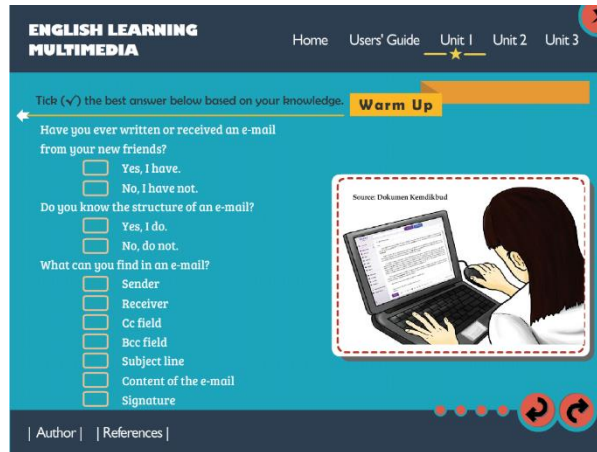 ENGLISH LEARNING
MULTIMEDIA
Home Users' Guide Unit 1 Unit 2 Unit 3
Tick (✓) the best answer below based on your knowledge.
Warm Up
Have you ever written or received an e-mail
from your new friends?
Yes, I have.
No, I have not.
Do you know the structure of an e-mail?
Yes, I do.
No, do not.
What can you find in an e-mail?
Sender
Receiver
Cc field
Bcc field
Subject line
Content of the e-mail
Signature
Source: Dokumen Kemdikbud
| Author | | References |